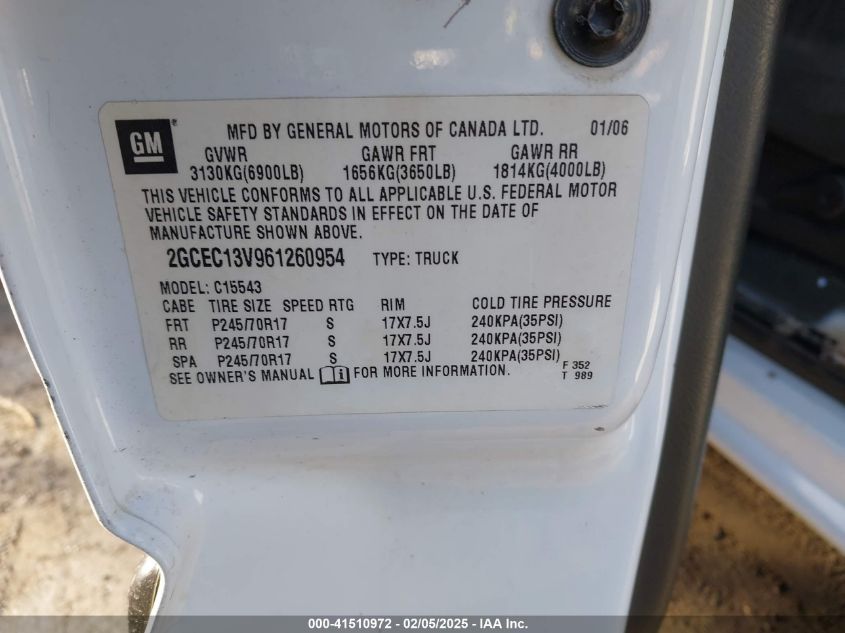 GM ® MFD BY GENERAL MOTORS OF CANADA LTD. 01/06
GVWR GAWR FRT GAWR RR
3130KG(6900LB) 1656KG(3650LB) 1814KG(4000LB)
THIS VEHICLE CONFORMS TO ALL APPLICABLE U.S. FEDERAL MOTOR
VEHICLE SAFETY STANDARDS IN EFFECT ON THE DATE OF
MANUFACTURE SHOWN ABOVE.
2GCEC13V961260954 TYPE: TRUCK
MODEL: C15543
CABE TIRE SIZE SPEED RTG RIM COLD TIRE PRESSURE
FRT P245/70R17 S 17X7.5J 240KPA(35PSI)
RR P245/70R17 S 17X7.5J 240KPA(35PSI)
SPA P245/70R17 S 17X7.5J 240KPA(35PSI)
SEE OWNER'S MANUAL i FOR MORE INFORMATION. F 352
T 989
000-41510972 - 02/05/2025 - IAA Inc.